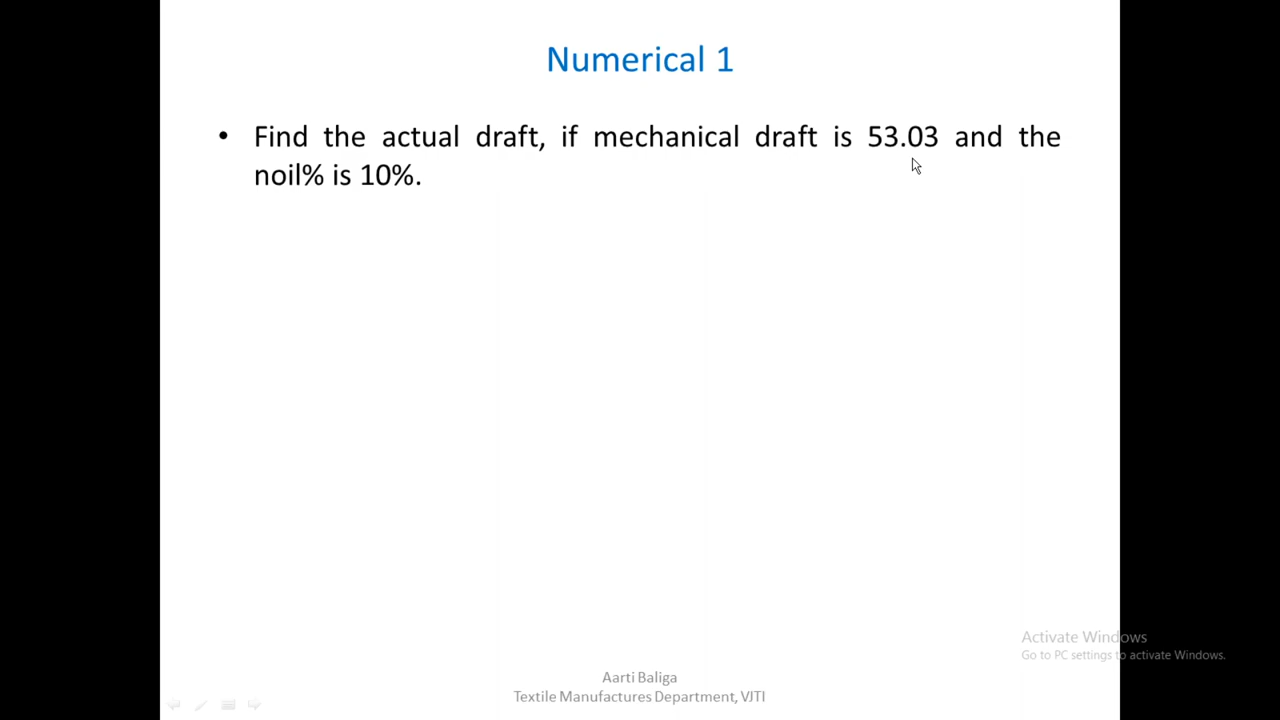 Numerical 1
• Find the actual draft, if mechanical draft is 53.03 and the
noil% is 10%.
Activate Windows
Go to PC settings to activate Windows.
Aarti Baliga
Textile Manufactures Department, VJTI